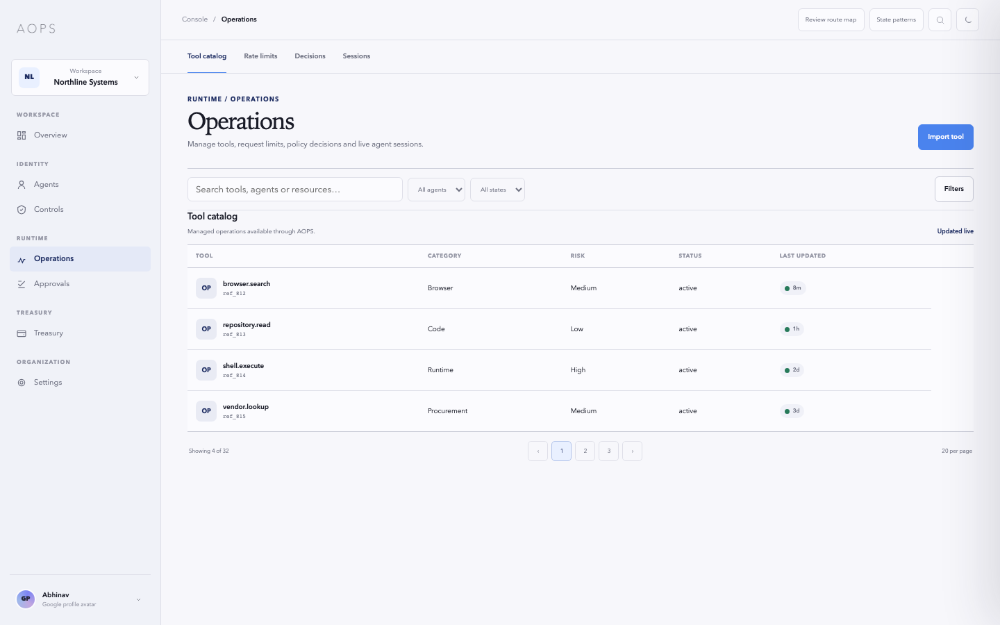 AOPS
NL
Workspace
Northline Systems
WORKSPACE
Overview
IDENTITY
Agents
Controls
RUNTIME
Operations
Approvals
TREASURY
Treasury
ORGANIZATION
Settings
GP
Abhinav
Google profile avatar
Console / Operations
Review route map
State patterns
Tool catalog
Rate limits
Decisions
Sessions
RUNTIME / OPERATIONS
Operations
Manage tools, request limits, policy decisions and live agent sessions.
Import tool
Search tools, agents or resources…
All agents
All states
Filters
Tool catalog
Managed operations available through AOPS.
Updated live
TOOL CATEGORY RISK STATUS LAST UPDATED
OP browser.search Browser Medium active 8m
ref_812
OP repository.read Code Low active 1h
ref_813
OP shell.execute Runtime High active 2d
ref_814
OP vendor.lookup Procurement Medium active 3d
ref_815
Showing 4 of 32
‹ 1 2 3 ›
20 per page